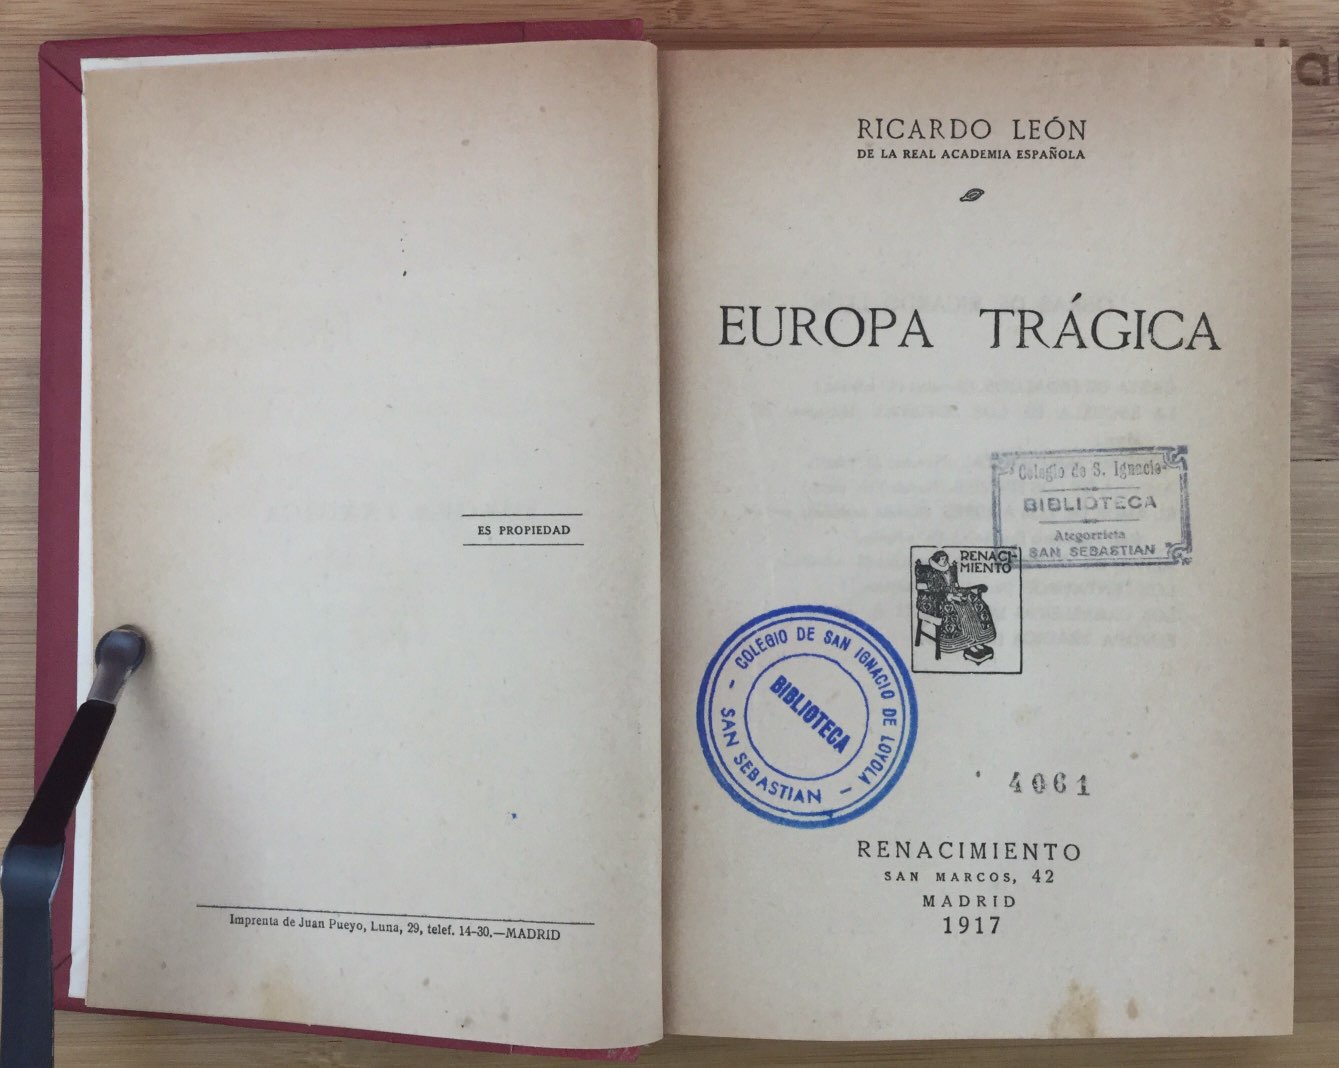 ES PROPIEDAD
Imprenta de Juan Pueyo, Luna, 29, telef. 14-30.—MADRID
RICARDO LEÓN
DE LA REAL ACADEMIA ESPAÑOLA
EUROPA TRÁGICA
Colegio de S. Ignacio
BIBLIOTECA
Ategorrieta
SAN SEBASTIAN
RENACI-
MIENTO
COLEGIO DE SAN IGNACIO DE LOYOLA
BIBLIOTECA
SAN SEBASTIAN
4061
RENACIMIENTO
SAN MARCOS, 42
MADRID
1917